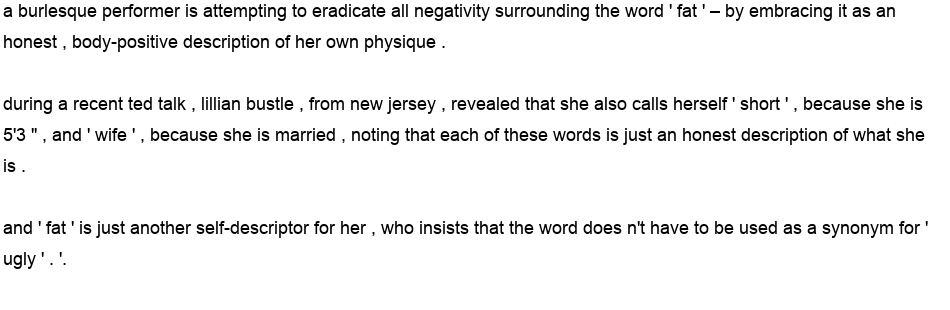 a burlesque performer is attempting to eradicate all negativity surrounding the word ' fat ' – by embracing it as an
honest , body-positive description of her own physique .
during a recent ted talk , lillian bustle , from new jersey , revealed that she also calls herself ' short ' , because she is
5'3 " , and ' wife ' , because she is married , noting that each of these words is just an honest description of what she
is .
and ' fat ' is just another self-descriptor for her , who insists that the word does n't have to be used as a synonym for '
ugly ' . '.